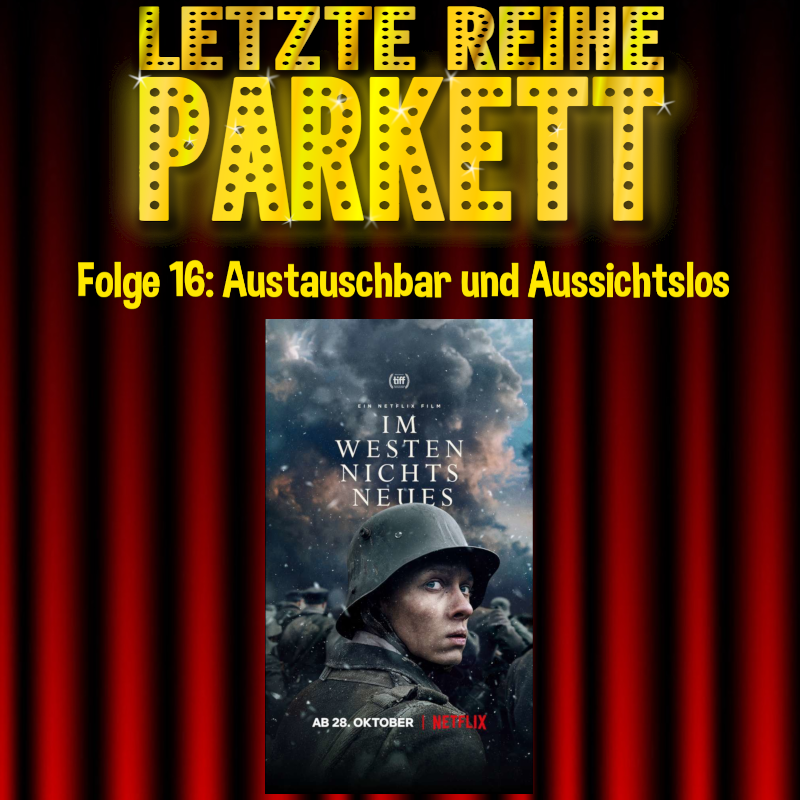 LETZTE REIHE
PARKETT
Folge 16: Austauschbar und Aussichtslos
tiff
EIN NETFLIX FILM
IM
WESTEN
NICHTS
NEUES
AB 28. OKTOBER | NETFLIX